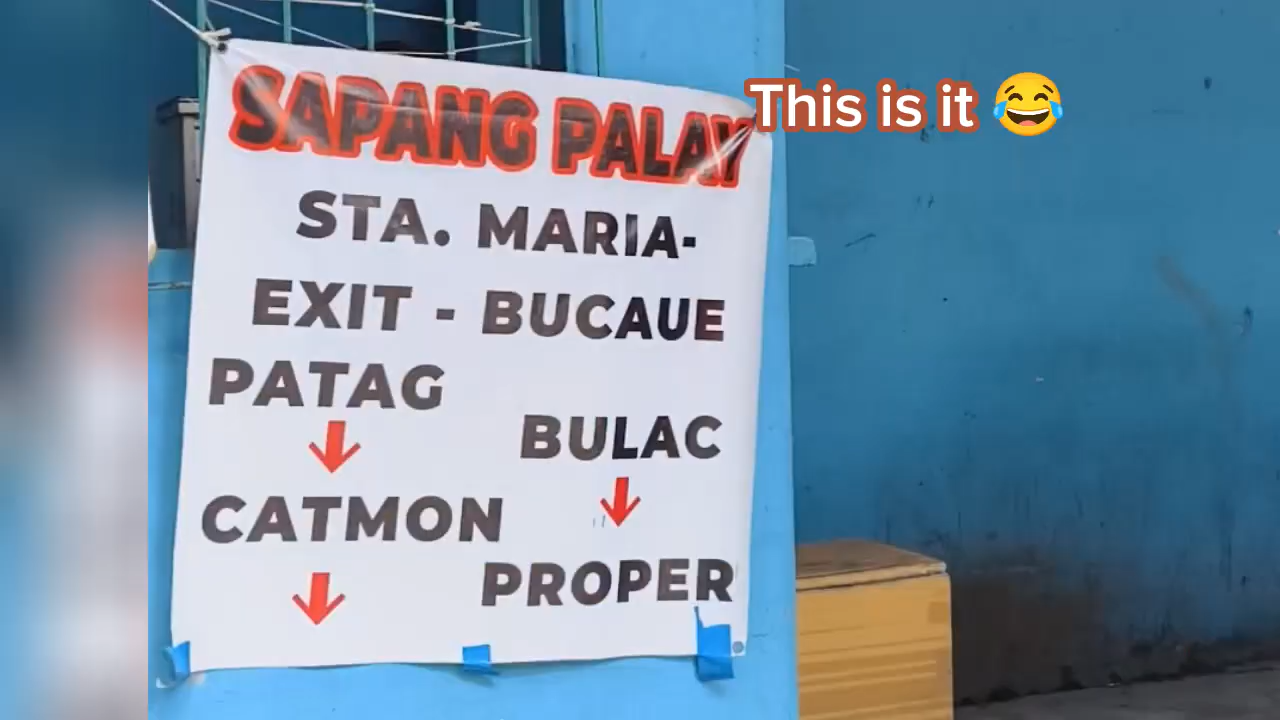 SAPANG PALAY
This is it 😂
STA. MARIA-
EXIT - BUCAUE
PATAG
BULAC
CATMON
PROPER